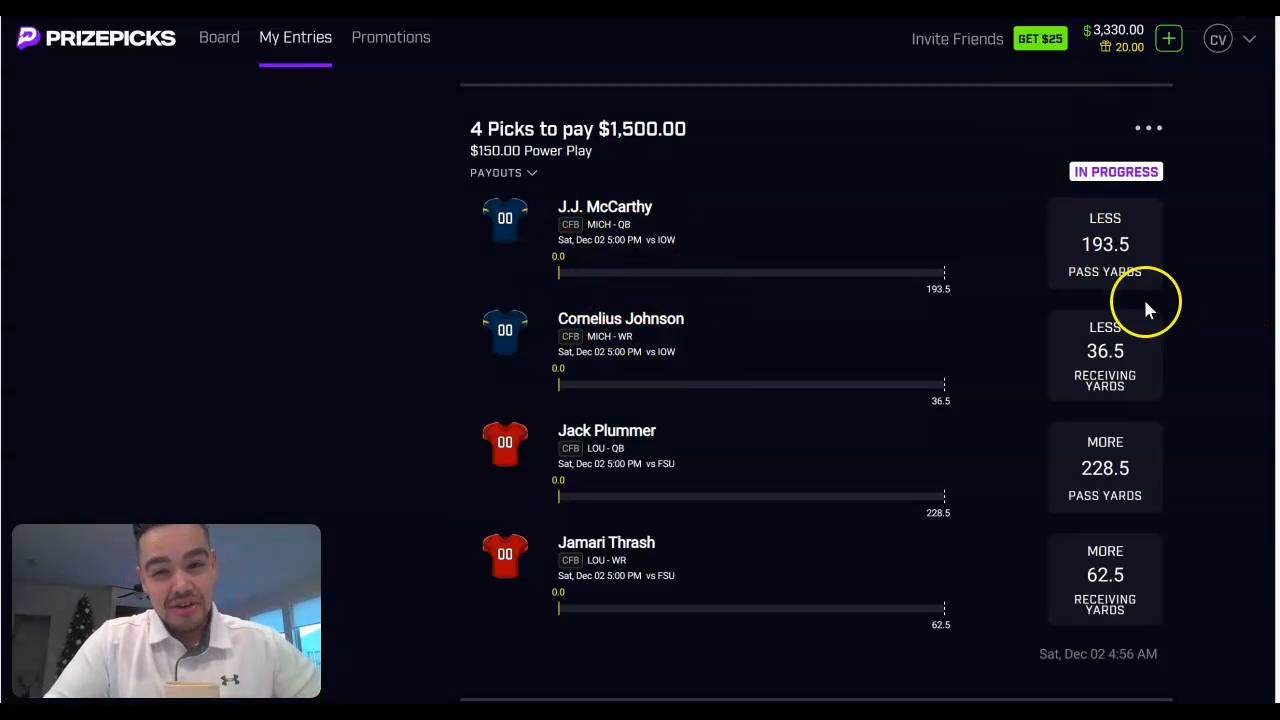 PRIZEPICKS Board My Entries Promotions Invite Friends GET $25 $ 3,330.00 CV
20.00
4 Picks to pay $1,500.00
$150.00 Power Play
PAYOUTS
IN PROGRESS
00
J.J. McCarthy
CFB MICH - QB
Sat, Dec 02 5:00 PM vs IOW
0.0
193.5
LESS
193.5
PASS YARDS
00
Cornelius Johnson
CFB MICH - WR
Sat, Dec 02 5:00 PM vs IOW
0.0
36.5
LESS
36.5
RECEIVING
YARDS
00
Jack Plummer
CFB LOU - QB
Sat, Dec 02 5:00 PM vs FSU
0.0
228.5
MORE
228.5
PASS YARDS
00
Jamari Thrash
CFB LOU - WR
Sat, Dec 02 5:00 PM vs FSU
0.0
62.5
MORE
62.5
RECEIVING
YARDS
Sat, Dec 02 4:56 AM